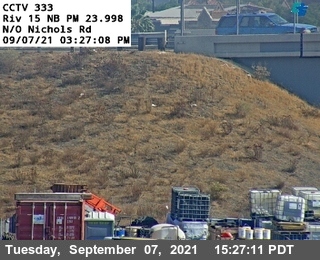 CCTV 333
Riv 15 NB PM 23.998
N/O Nichols Rd
09/07/21 03:27:08 PM
Tuesday, September 07, 2021 15:27:11 PDT